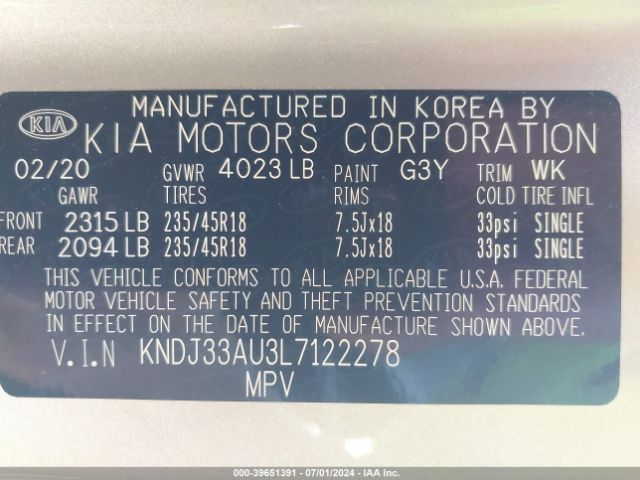 MANUFACTURED IN KOREA BY
KIA KIA MOTORS CORPORATION
02/20 GVWR 4023 LB PAINT G3Y TRIM WK
GAWR TIRES RIMS COLD TIRE INFL
FRONT 2315 LB 235/45R18 7.5Jx18 33psi SINGLE
REAR 2094 LB 235/45R18 7.5Jx18 33psi SINGLE
THIS VEHICLE CONFORMS TO ALL APPLICABLE U.S.A. FEDERAL
MOTOR VEHICLE SAFETY AND THEFT PREVENTION STANDARDS
IN EFFECT ON THE DATE OF MANUFACTURE SHOWN ABOVE.
V.I.N KNDJ33AU3L7122278
MPV
000-39651391 - 07/01/2024 - IAA Inc.